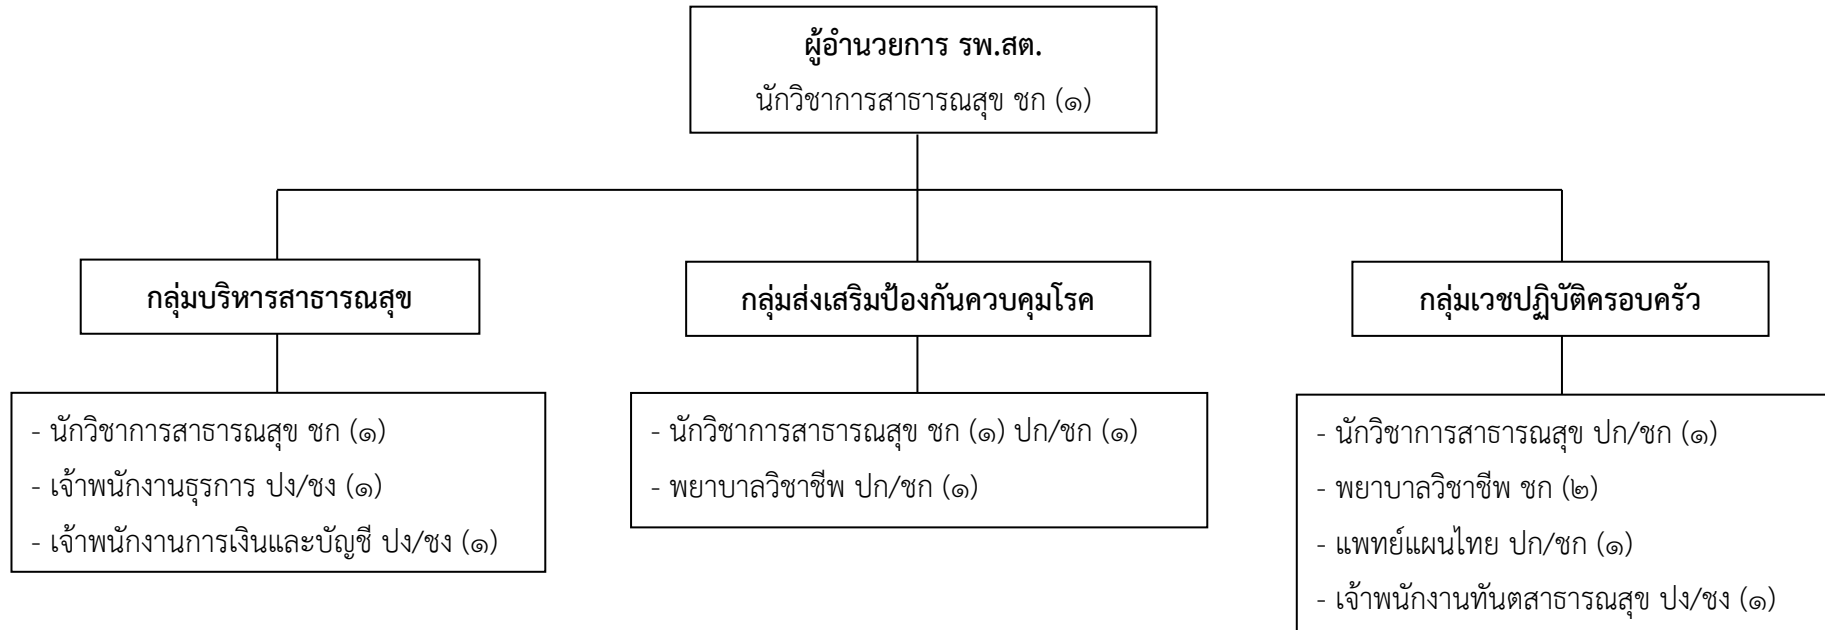 ผู้อำนวยการ รพ.สต.
นักวิชาการสาธารณสุข ชก (๑)
กลุ่มบริหารสาธารณสุข
- นักวิชาการสาธารณสุข ชก (๑)
- เจ้าพนักงานธุรการ ปง/ชง (๑)
- เจ้าพนักงานการเงินและบัญชี ปง/ชง (๑)
กลุ่มส่งเสริมป้องกันควบคุมโรค
- นักวิชาการสาธารณสุข ชก (๑) ปก/ชก (๑)
- พยาบาลวิชาชีพ ปก/ชก (๑)
กลุ่มเวชปฏิบัติครอบครัว
- นักวิชาการสาธารณสุข ปก/ชก (๑)
- พยาบาลวิชาชีพ ชก (๒)
- แพทย์แผนไทย ปก/ชก (๑)
- เจ้าพนักงานทันตสาธารณสุข ปง/ชง (๑)